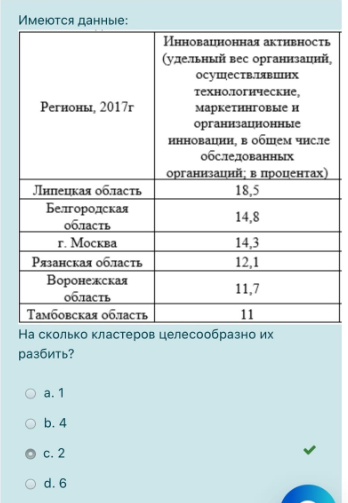 Имеются данные:
Регионы, 2017г
Инновационная активность
(удельный вес организаций,
осуществлявших
технологические,
маркетинговые и
организационные
инновации, в общем числе
обследованных
организаций; в процентах)
Липецкая область 18,5
Белгородская
область 14,8
г. Москва 14,3
Рязанская область 12,1
Воронежская
область 11,7
Тамбовская область 11
На сколько кластеров целесообразно их
разбить?
a. 1
b. 4
c. 2
d. 6